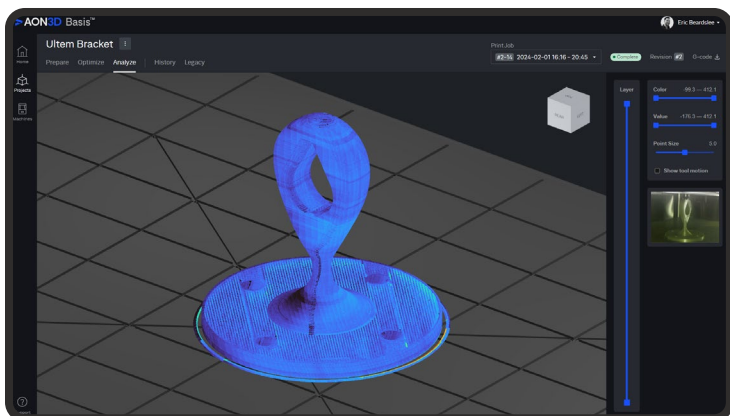 AON3D Basis™
Eric Beardslee
Home
Projects
Machines
Ultem Bracket
Prepare Optimize Analyze History Legacy
Print Job
#2-14 2024-02-01 16:16 - 20:45
Complete
Revision #2
G-code
Layer
Color -99.3 — 412.1
Value -176.3 — 412.1
Point Size 3.0
Show tool motion